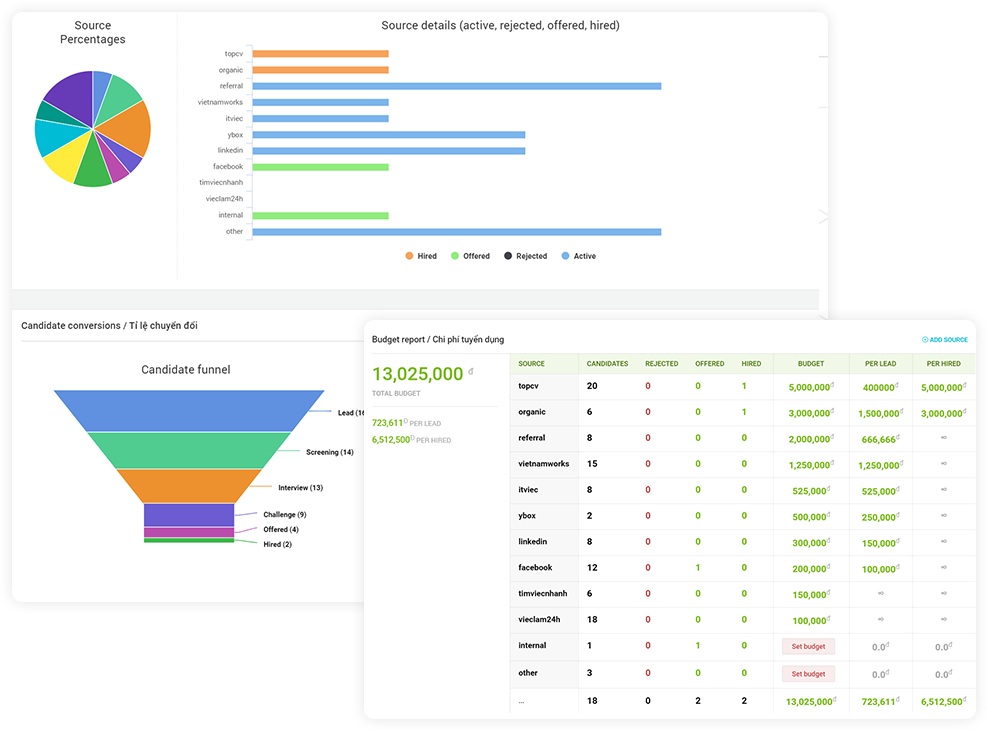 Source
Percentages
Source details (active, rejected, offered, hired)
topcv
organic
referral
vietnamworks
itviec
ybox
linkedin
facebook
timviecnhanh
vieclam24h
internal
other
Hired Offered Rejected Active
Candidate conversions / Tỉ lệ chuyển đổi
Candidate funnel
Lead
Screening (14)
Interview (13)
Challenge (9)
Offered (4)
Hired (2)
Budget report / Chi phí tuyển dụng
ADD SOURCE
13,025,000 đ
TOTAL BUDGET
723,611đ PER LEAD
6,512,500đ PER HIRED
SOURCE CANDIDATES REJECTED OFFERED HIRED BUDGET PER LEAD PER HIRED
topcv 20 0 0 1 5,000,000đ 400000đ 5,000,000đ
organic 6 0 0 1 3,000,000đ 1,500,000đ 3,000,000đ
referral 8 0 0 0 2,000,000đ 666,666đ ∞
vietnamworks 15 0 0 0 1,250,000đ 1,250,000đ ∞
itviec 8 0 0 0 525,000đ 525,000đ ∞
ybox 2 0 0 0 500,000đ 250,000đ ∞
linkedin 8 0 0 0 300,000đ 150,000đ ∞
facebook 12 0 1 0 200,000đ 100,000đ ∞
timviecnhanh 6 0 0 0 150,000đ ∞ ∞
vieclam24h 18 0 0 0 100,000đ ∞ ∞
internal 1 0 1 0 Set budget 0.0đ 0.0đ
other 3 0 0 0 Set budget 0.0đ 0.0đ
... 18 0 2 2 13,025,000đ 723,611đ 6,512,500đ